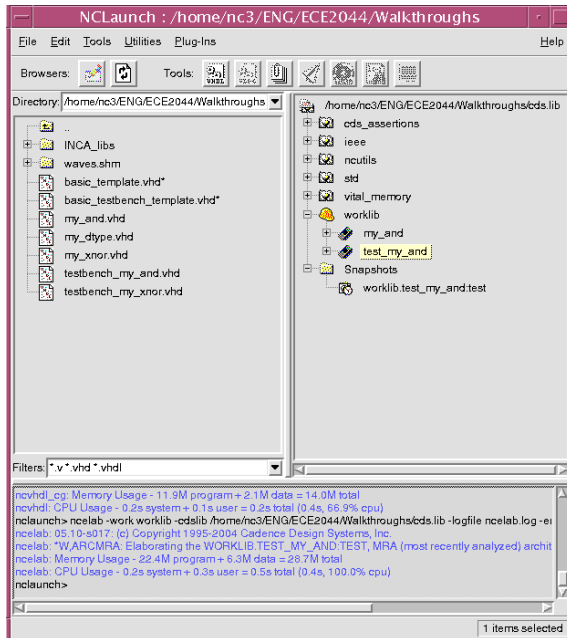 NCLaunch : /home/nc3/ENG/ECE2044/Walkthroughs
File Edit Tools Utilities Plug-Ins Help
Browsers: Tools:
Directory: /home/nc3/ENG/ECE2044/Walkthroughs
..
INCA_libs
waves.shm
basic_template.vhd*
basic_testbench_template.vhd*
my_and.vhd
my_dtype.vhd
my_xnor.vhd
testbench_my_and.vhd
testbench_my_xnor.vhd
Filters: *.v *.vhd *.vhdl
/home/nc3/ENG/ECE2044/Walkthroughs/cds.lib
cds_assertions
ieee
ncutils
std
vital_memory
worklib
my_and
test_my_and
Snapshots
worklib.test_my_and:test
ncvhdl_cg: Memory Usage - 11.9M program + 2.1M data = 14.0M total
ncvhdl: CPU Usage - 0.2s system + 0.1s user = 0.2s total (0.4s, 66.9% cpu)
nclaunch> ncelab -work worklib -cdslib /home/nc3/ENG/ECE2044/Walkthroughs/cds.lib -logfile ncelab.log -er
ncelab: 05.10-s017: (c) Copyright 1995-2004 Cadence Design Systems, Inc.
ncelab: *W,ARCMRA: Elaborating the WORKLIB.TEST_MY_AND:TEST, MRA (most recently analyzed) archit
ncelab: Memory Usage - 22.4M program + 6.3M data = 28.7M total
ncelab: CPU Usage - 0.2s system + 0.3s user = 0.5s total (0.4s, 100.0% cpu)
nclaunch>
1 items selected